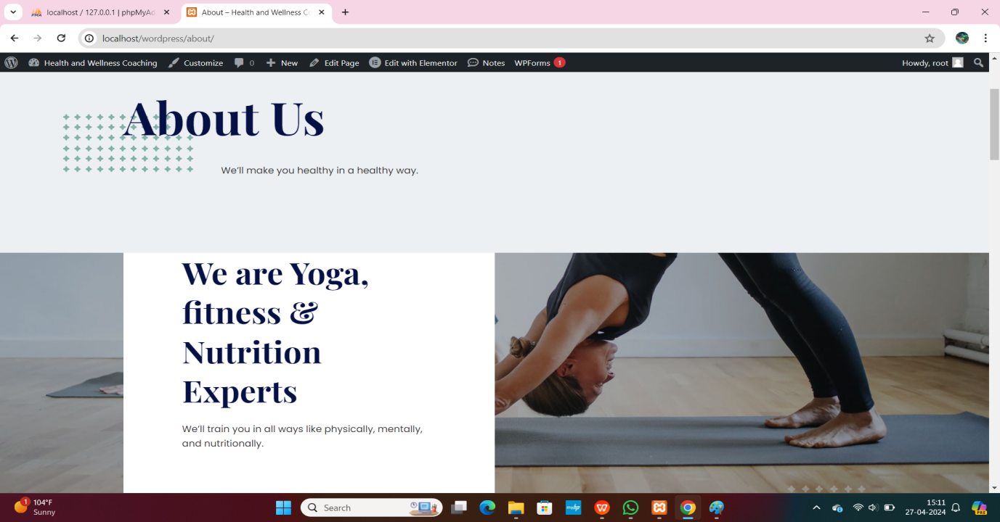 localhost / 127.0.0.1 | phpMyAd
About – Health and Wellness Co
localhost/wordpress/about/
Health and Wellness Coaching
Customize
0
New
Edit Page
Edit with Elementor
Notes
WPForms 1
Howdy, root
About Us
We’ll make you healthy in a healthy way.
We are Yoga,
fitness &
Nutrition
Experts
We’ll train you in all ways like physically, mentally,
and nutritionally.
1
104°F
Sunny
Search
myhp
15:11
27-04-2024
PRE